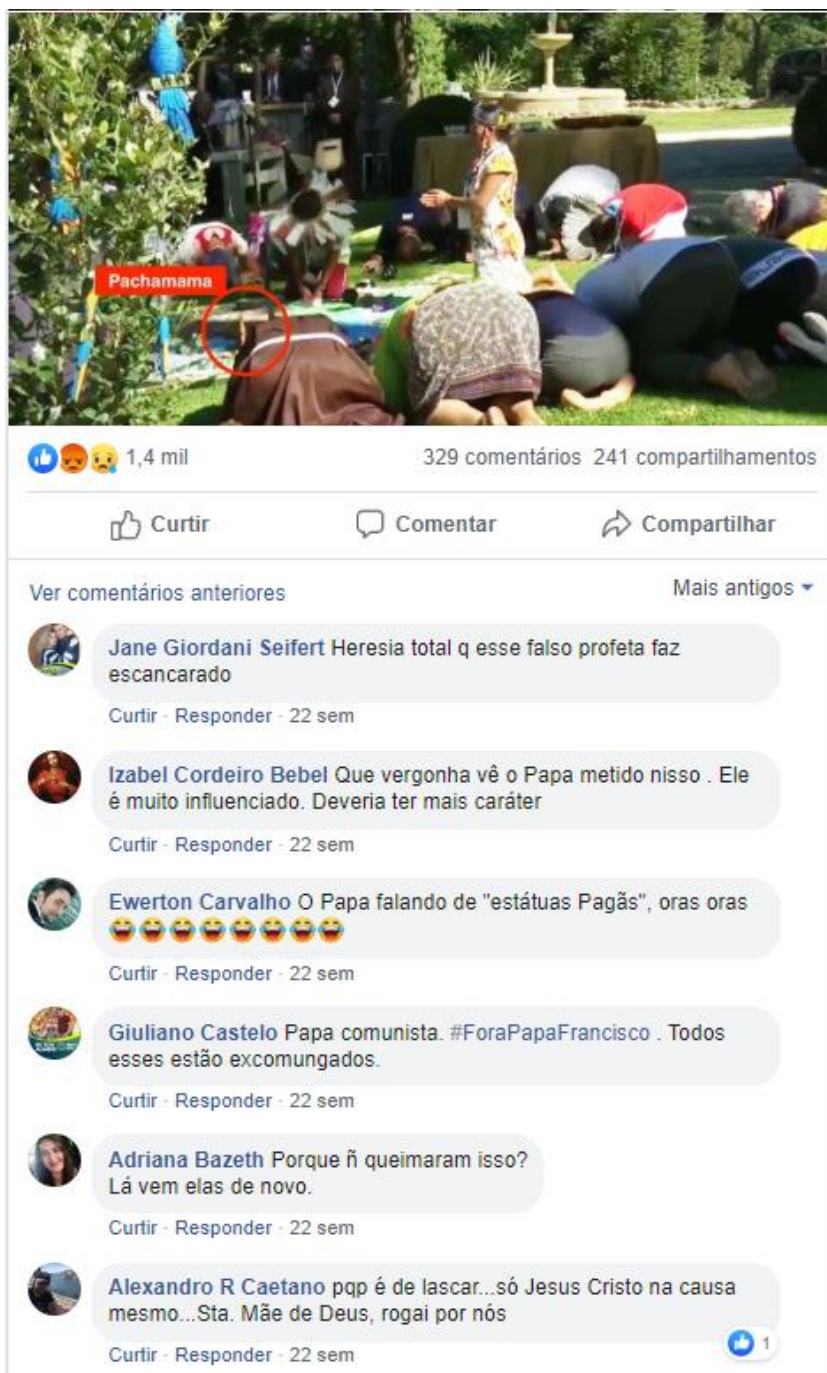 Pachamama
1,4 mil
329 comentários 241 compartilhamentos
Curtir
Comentar
Compartilhar
Ver comentários anteriores
Mais antigos
Jane Giordani Seifert Heresia total q esse falso profeta faz
escancarado
Curtir · Responder · 22 sem
Izabel Cordeiro Bebel Que vergonha vê o Papa metido nisso . Ele
é muito influenciado. Deveria ter mais caráter
Curtir · Responder · 22 sem
Ewerton Carvalho O Papa falando de "estátuas Pagãs", oras oras
😂😂😂😂😂😂😂😂
Curtir · Responder · 22 sem
Giuliano Castelo Papa comunista. #ForaPapaFrancisco . Todos
esses estão excomungados.
Curtir · Responder · 22 sem
Adriana Bazeth Porque ñ queimaram isso?
Lá vem elas de novo.
Curtir · Responder · 22 sem
Alexandro R Caetano pqp é de lascar...só Jesus Cristo na causa
mesmo...Sta. Mãe de Deus, rogai por nós
1
Curtir · Responder · 22 sem